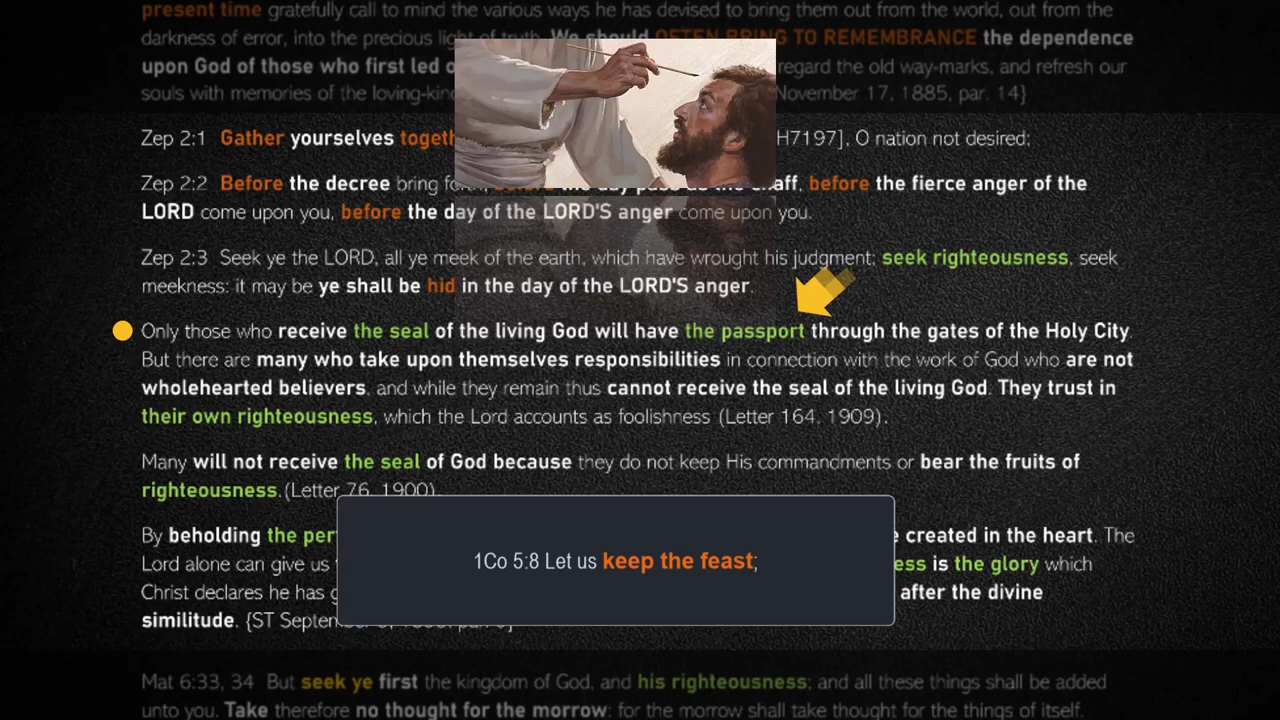 present time gratefully call to mind the various ways he has devised to bring them out from the world, out from the
darkness of error, into the precious light of truth. We should OFTEN BRING TO REMEMBRANCE the dependence
upon God of those who first led regard the old way-marks, and refresh our
souls with memories of the November 17, 1885, par. 14}
Zep 2:1 Gather yourselves H7197], O nation not desired;
Zep 2:2 Before the decree bring chaff, before the fierce anger of the
LORD come upon you, before the day of the LORD'S anger come upon you.
Zep 2:3 Seek ye the LORD, all ye meek of the earth, which have wrought his judgment; seek righteousness, seek
meekness: it may be ye shall be hid in the day of the LORD'S anger.
Only those who receive the seal of the living God will have the passport through the gates of the Holy City.
But there are many who take upon themselves responsibilities in connection with the work of God who are not
wholehearted believers, and while they remain thus cannot receive the seal of the living God. They trust in
their own righteousness, which the Lord accounts as foolishness (Letter 164, 1909).
Many will not receive the seal of God because they do not keep His commandments or bear the fruits of
righteousness.(Letter 76, 1900).
By beholding the created in the heart. The
Lord alone can give us is the glory which
Christ declares he has after the divine
similitude. {ST
1Co 5:8 Let us keep the feast;
Mat 6:33, 34 But seek ye first the kingdom of God, and his righteousness; and all these things shall be added
unto you. Take therefore no thought for the morrow: for the morrow shall take thought for the things of itself.